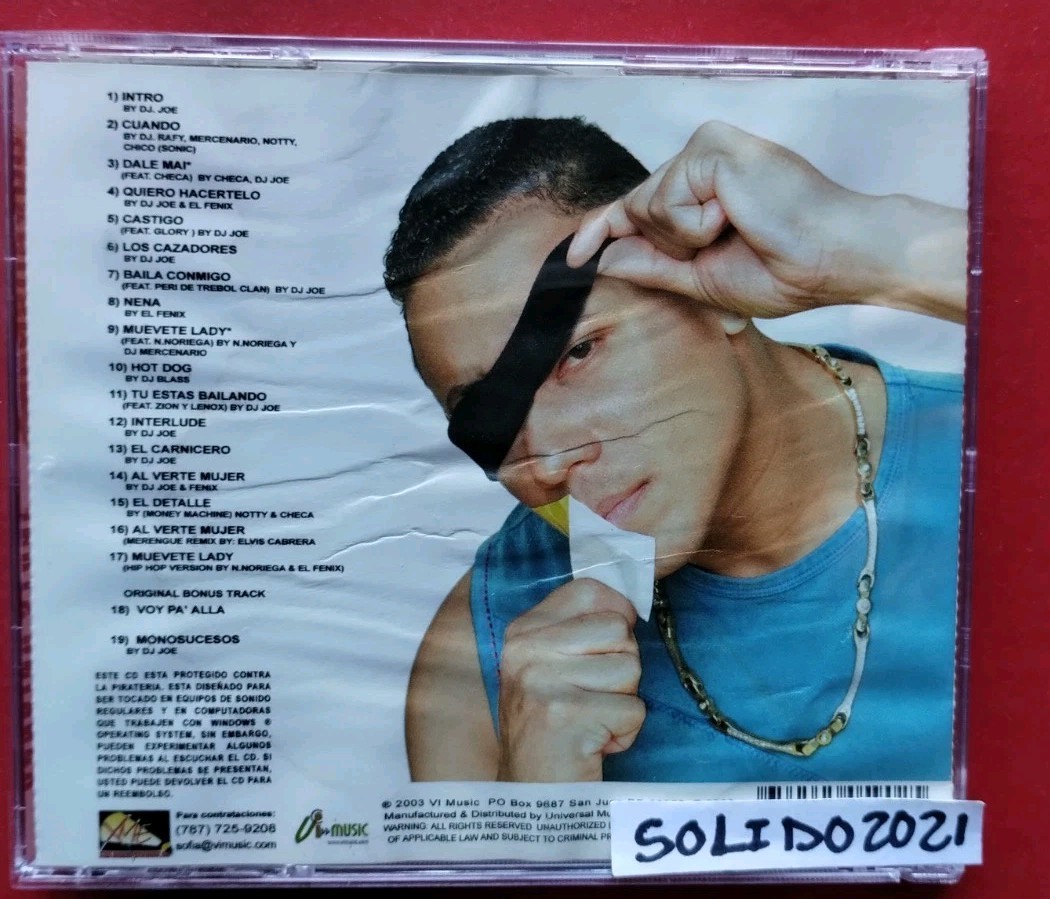 1) INTRO
BY DJ. JOE
2) CUANDO
BY DJ. RAFY, MERCENARIO, NOTTY,
CHICO (SONIC)
3) DALE MAI*
(FEAT. CHECA) BY CHECA, DJ JOE
4) QUIERO HACERTELO
BY DJ JOE & EL FENIX
5) CASTIGO
(FEAT. GLORY ) BY DJ JOE
6) LOS CAZADORES
BY DJ JOE
7) BAILA CONMIGO
(FEAT. PERI DE TREBOL CLAN) BY DJ JOE
8) NENA
BY EL FENIX
9) MUEVETE LADY*
(FEAT. N.NORIEGA) BY N.NORIEGA Y
DJ MERCENARIO
10) HOT DOG
BY DJ BLASS
11) TU ESTAS BAILANDO
(FEAT. ZION Y LENOX) BY DJ JOE
12) INTERLUDE
BY DJ JOE
13) EL CARNICERO
BY DJ JOE
14) AL VERTE MUJER
BY DJ JOE & FENIX
15) EL DETALLE
BY (MONEY MACHINE) NOTTY & CHECA
16) AL VERTE MUJER
(MERENGUE REMIX BY: ELVIS CABRERA
17) MUEVETE LADY
(HIP HOP VERSION BY N.NORIEGA & EL FENIX)
ORIGINAL BONUS TRACK
18) VOY PA' ALLA
19) MONOSUCESOS
BY DJ JOE
ESTE CD ESTA PROTEGIDO CONTRA
LA PIRATERIA. ESTA DISEÑADO PARA
SER TOCADO EN EQUIPOS DE SONIDO
REGULARES Y EN COMPUTADORAS
QUE TRABAJEN CON WINDOWS ®
OPERATING SYSTEM, SIN EMBARGO,
PUEDEN EXPERIMENTAR ALGUNOS
PROBLEMAS AL ESCUCHAR EL CD. SI
DICHOS PROBLEMAS SE PRESENTAN,
USTED PUEDE DEVOLVER EL CD PARA
UN REEMBOLSO.
Para contrataciones:
(787) 725-9208
sofia@vimusic.com
MUSIC
℗ 2003 VI Music PO Box 9887 San
Manufactured & Distributed by Universal
WARNING: ALL RIGHTS RESERVED UNAUTHORIZED
OF APPLICABLE LAW AND SUBJECT TO CRIMINAL
SOLIDO2021